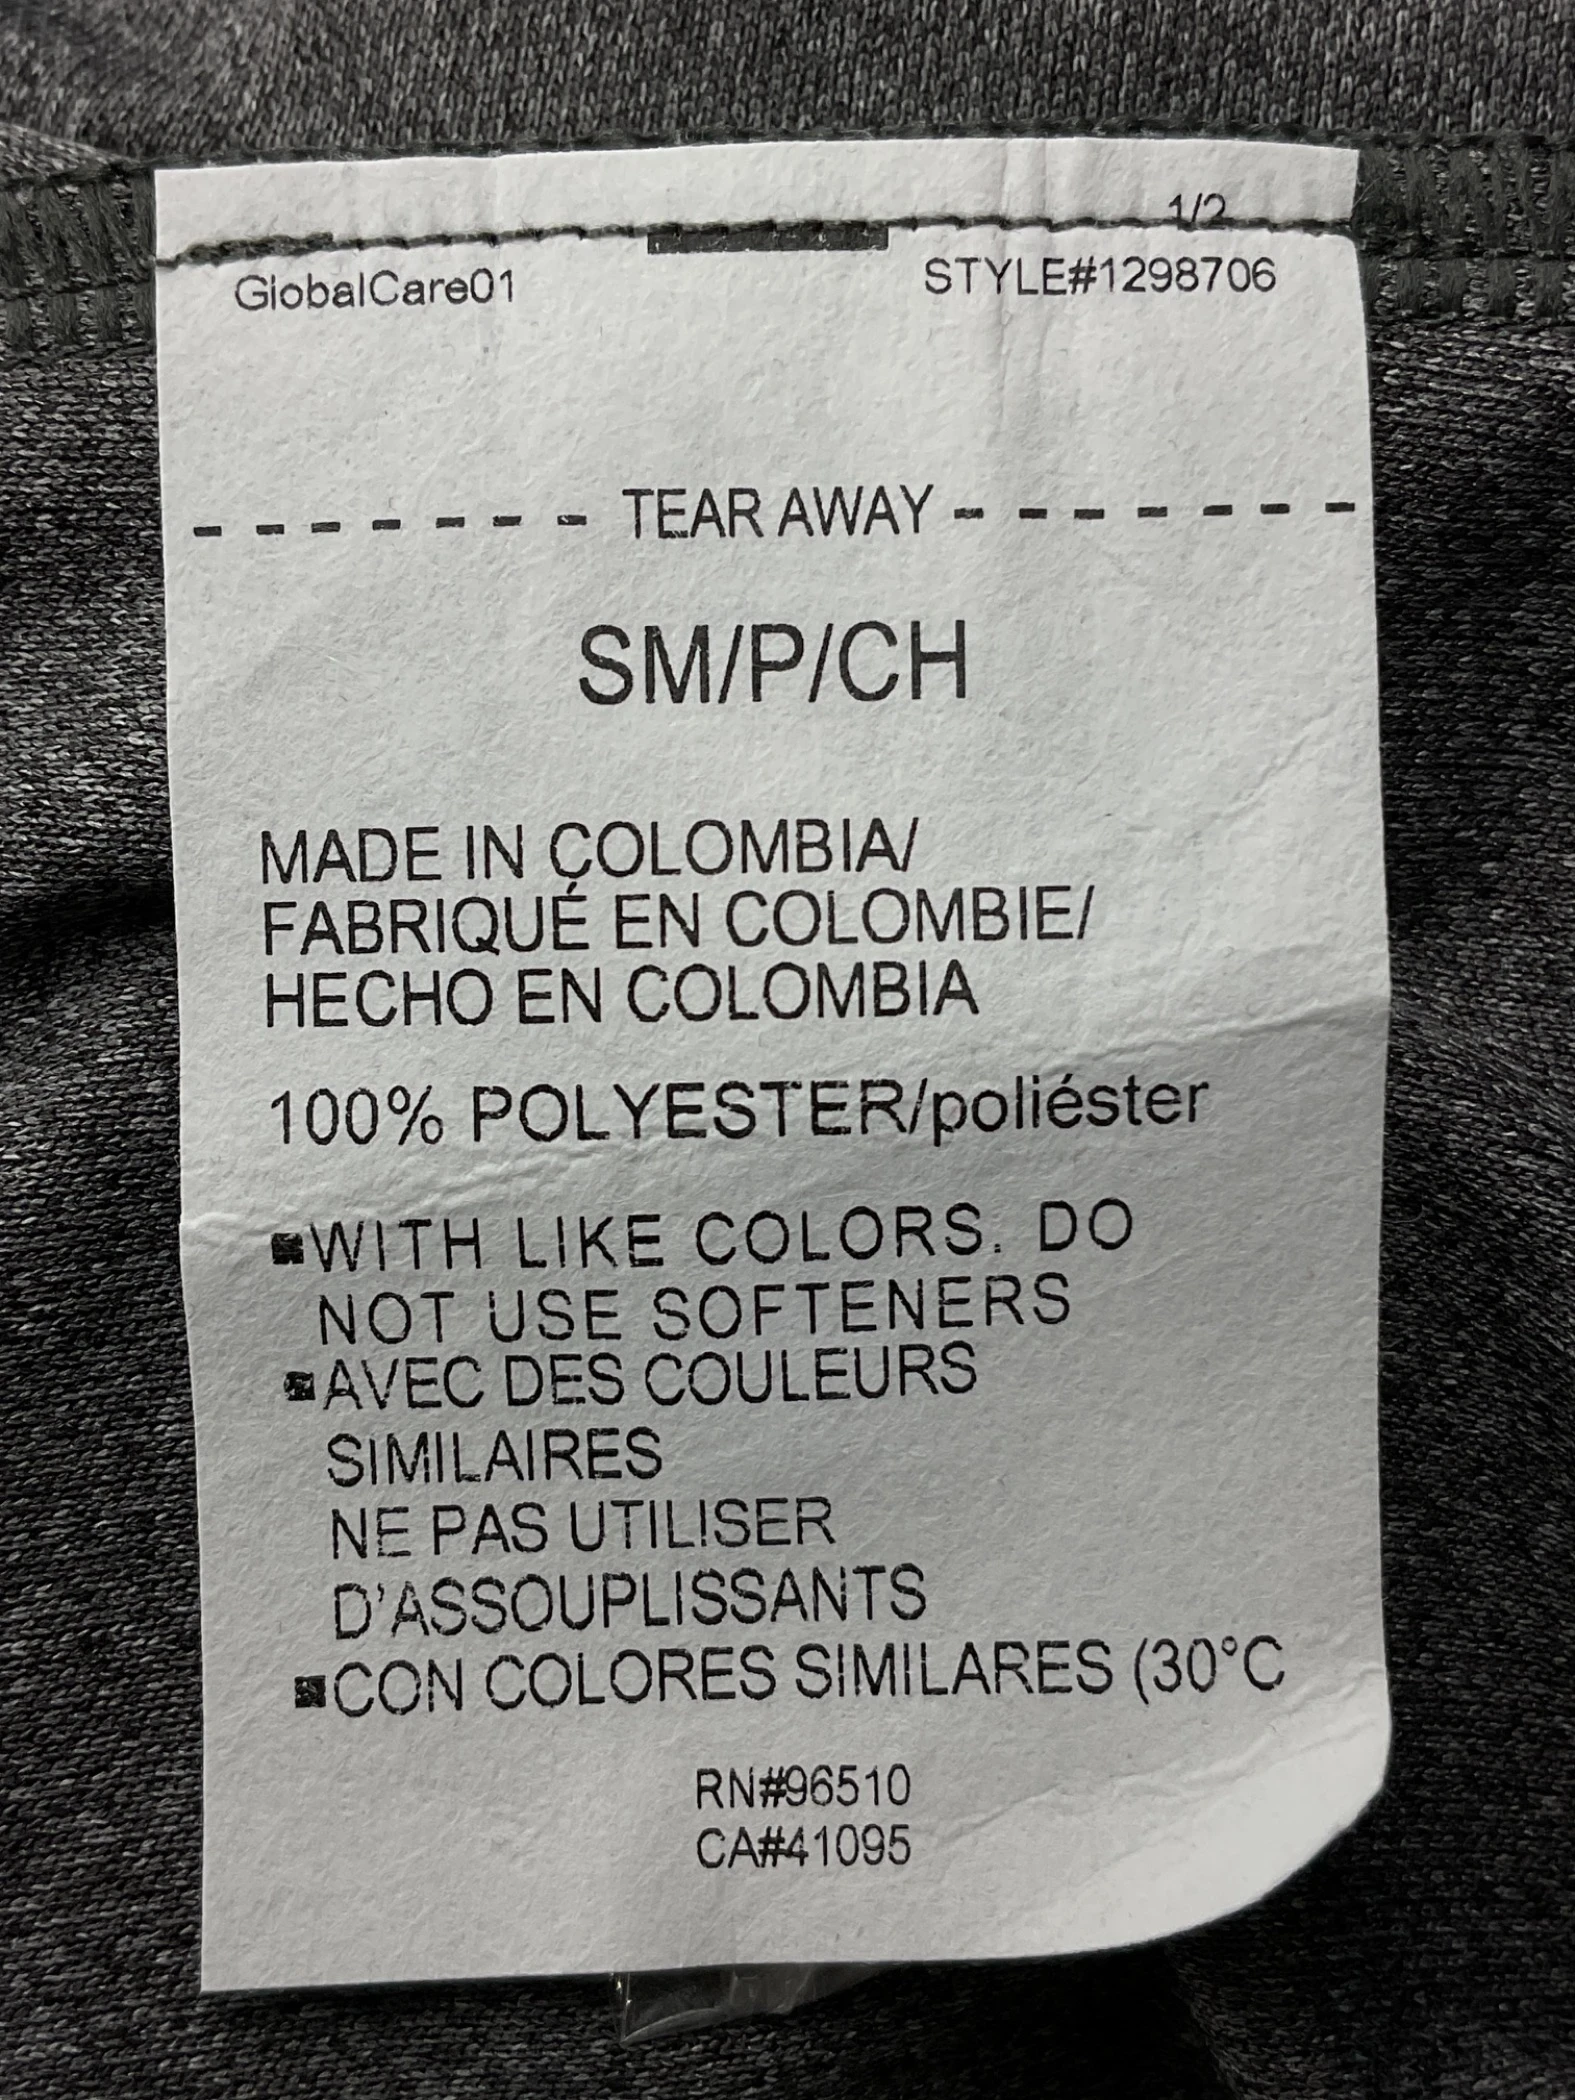 1/2
GlobalCare01 STYLE#1298706
- - - - - - - TEAR AWAY - - - - - - -
SM/P/CH
MADE IN COLOMBIA/
FABRIQUÉ EN COLOMBIE/
HECHO EN COLOMBIA
100% POLYESTER/poliéster
▪WITH LIKE COLORS. DO
NOT USE SOFTENERS
▪AVEC DES COULEURS
SIMILAIRES
NE PAS UTILISER
D'ASSOUPLISSANTS
▪CON COLORES SIMILARES (30°C
RN#96510
CA#41095